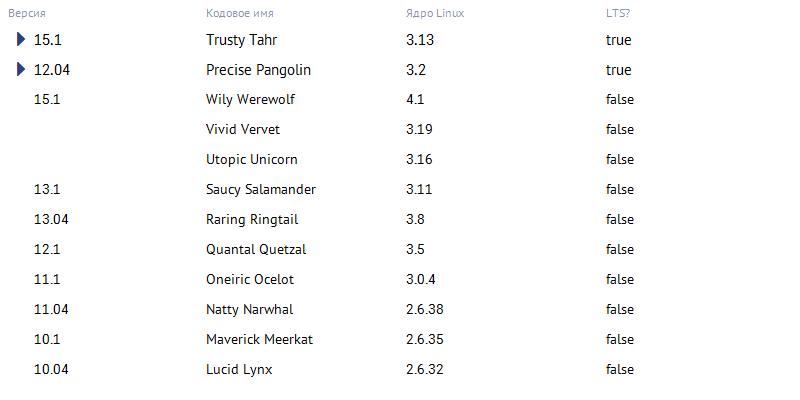 Версия Кодовое имя Ядро Linux LTS?
15.1 Trusty Tahr 3.13 true
12.04 Precise Pangolin 3.2 true
15.1 Wily Werewolf 4.1 false
Vivid Vervet 3.19 false
Utopic Unicorn 3.16 false
13.1 Saucy Salamander 3.11 false
13.04 Raring Ringtail 3.8 false
12.1 Quantal Quetzal 3.5 false
11.1 Oneiric Ocelot 3.0.4 false
11.04 Natty Narwhal 2.6.38 false
10.1 Maverick Meerkat 2.6.35 false
10.04 Lucid Lynx 2.6.32 false